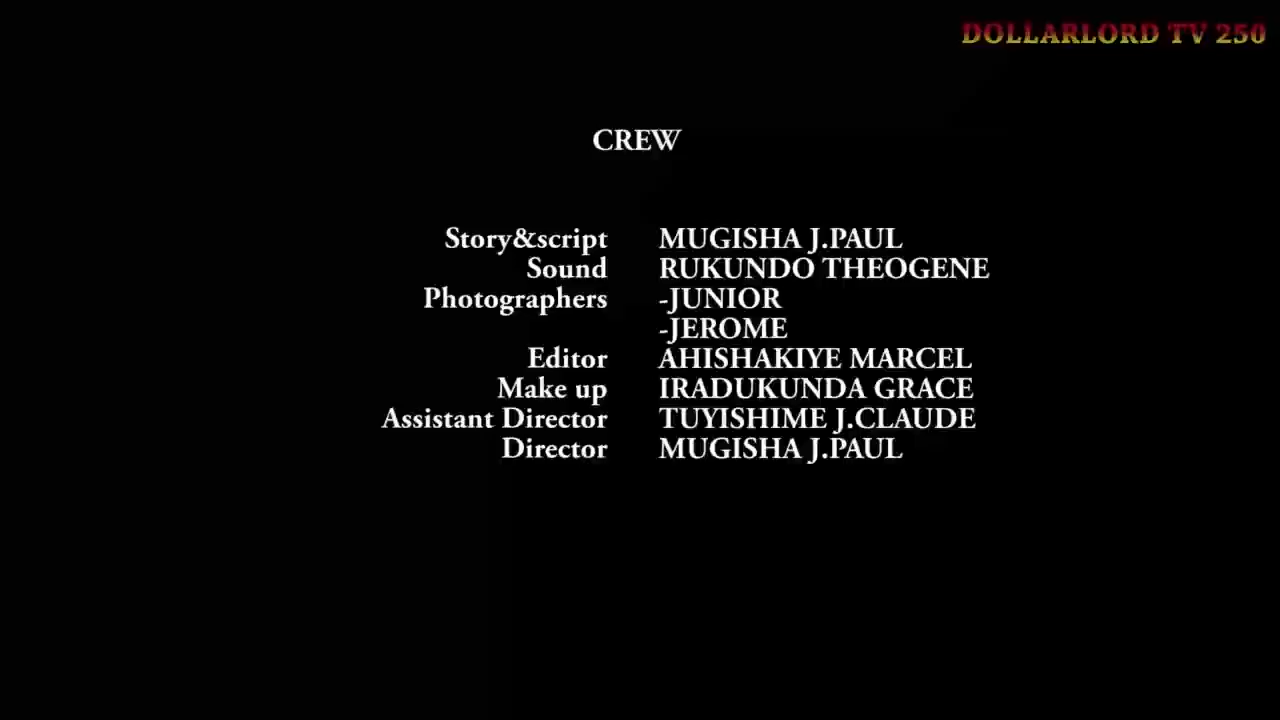 DOLLARLORD TV 250
CREW
Story&script MUGISHA J.PAUL
Sound RUKUNDO THEOGENE
Photographers -JUNIOR
-JEROME
Editor AHISHAKIYE MARCEL
Make up IRADUKUNDA GRACE
Assistant Director TUYISHIME J.CLAUDE
Director MUGISHA J.PAUL